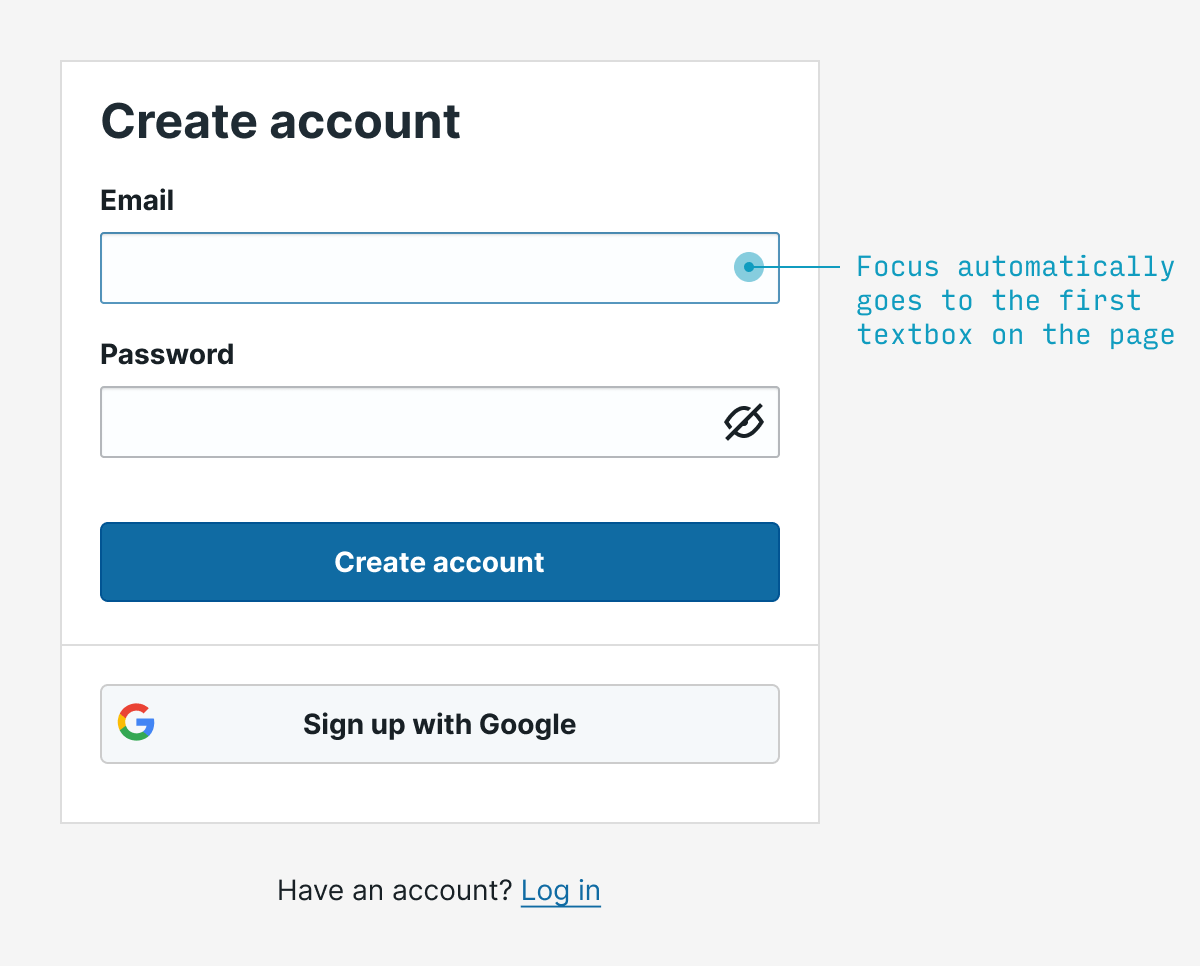 Create account
Email
Focus automatically
goes to the first
textbox on the page
Password
Create account
Sign up with Google
Have an account? Log in